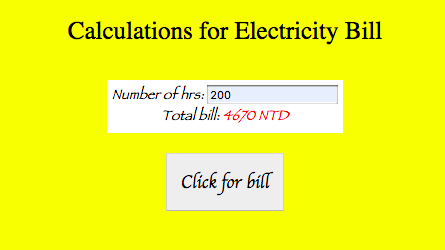 Calculations for Electricity Bill
Number of hrs: 200
Total bill: 4670 NTD
Click for bill